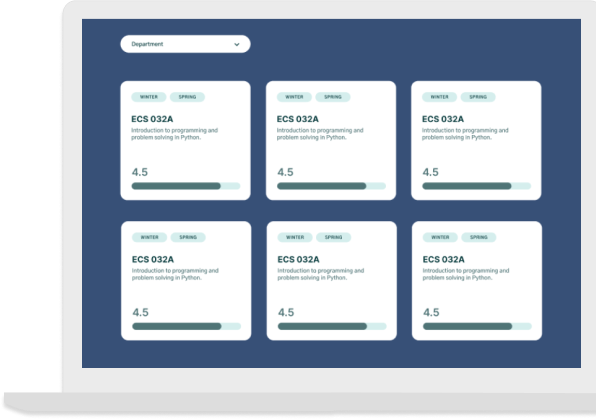 Department
WINTER SPRING
ECS 032A
Introduction to programming and
problem solving in Python.
4.5
WINTER SPRING
ECS 032A
Introduction to programming and
problem solving in Python.
4.5
WINTER SPRING
ECS 032A
Introduction to programming and
problem solving in Python.
4.5
WINTER SPRING
ECS 032A
Introduction to programming and
problem solving in Python.
4.5
WINTER SPRING
ECS 032A
Introduction to programming and
problem solving in Python.
4.5
WINTER SPRING
ECS 032A
Introduction to programming and
problem solving in Python.
4.5